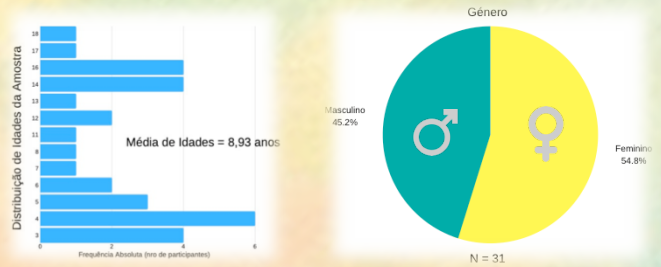 Distribuição de Idades da Amostra
18
17
16
14
13
12
11
8
7
6
5
4
3
Média de Idades = 8,93 anos
0
2
4
6
Frequência Absoluta (nro de participantes)
Género
Masculino
45.2%
Feminino
54.8%
N = 31